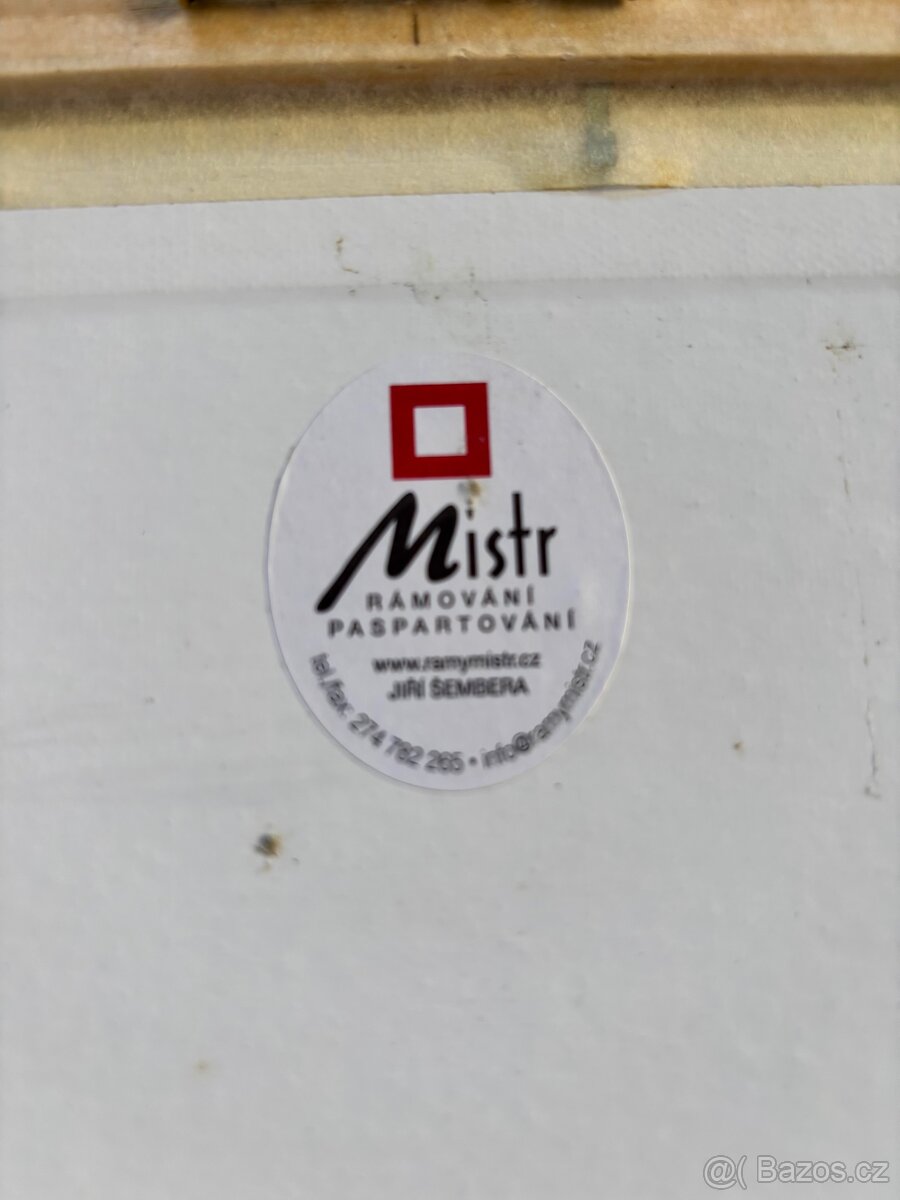 Mistr
RÁMOVÁNÍ
PASPARTOVÁNÍ
www.ramymistr.cz
JIŘÍ ŠEMBERA
tel./fax: 274 782 265 • info@ramymistr.cz
@( Bazos.cz